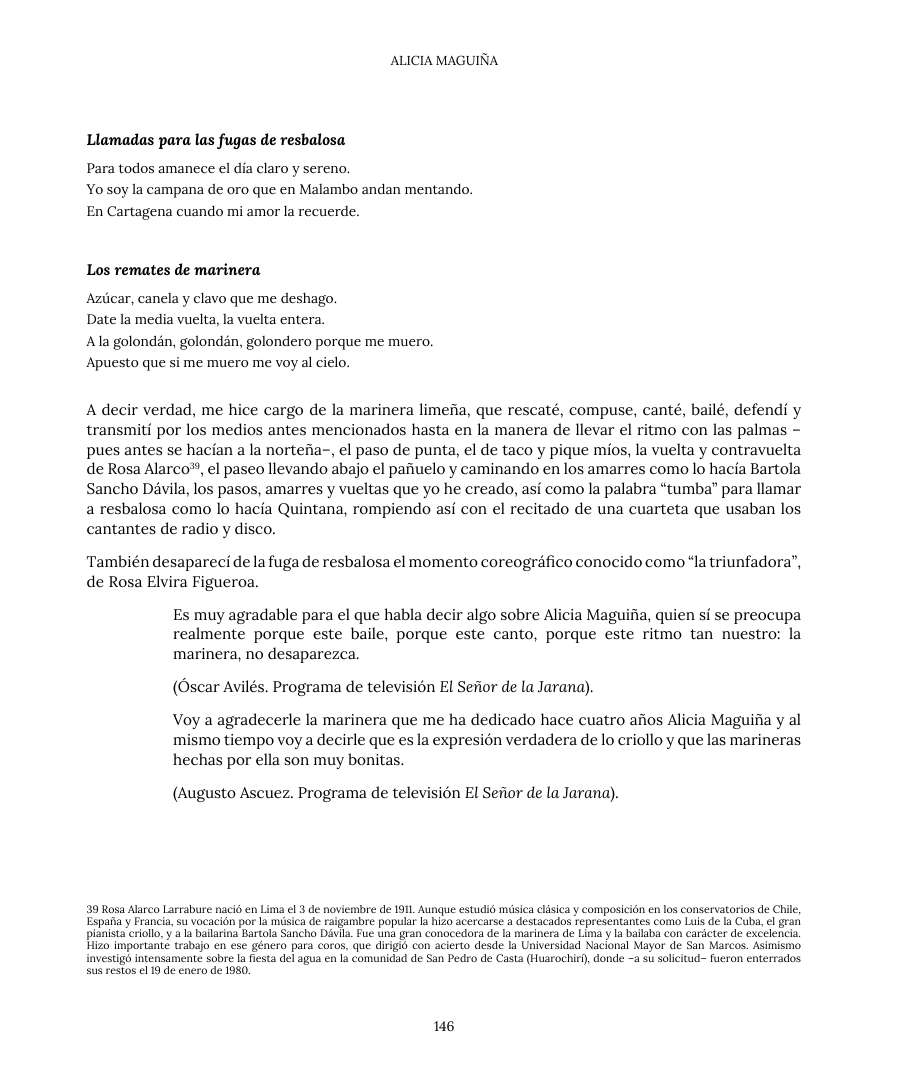 ALICIA MAGUIÑA
Llamadas para las fugas de resbalosa
Para todos amanece el día claro y sereno.
Yo soy la campana de oro que en Malambo andan mentando.
En Cartagena cuando mi amor la recuerde.
Los remates de marinera
Azúcar, canela y clavo que me deshago.
Date la media vuelta, la vuelta entera.
A la golondán, golondán, golondero porque me muero.
Apuesto que si me muero me voy al cielo.
A decir verdad, me hice cargo de la marinera limeña, que rescaté, compuse, canté, bailé, defendí y
transmití por los medios antes mencionados hasta en la manera de llevar el ritmo con las palmas –
pues antes se hacían a la norteña–, el paso de punta, el de taco y pique míos, la vuelta y contravuelta
de Rosa Alarco39, el paseo llevando abajo el pañuelo y caminando en los amarres como lo hacía Bartola
Sancho Dávila, los pasos, amarres y vueltas que yo he creado, así como la palabra “tumba” para llamar
a resbalosa como lo hacía Quintana, rompiendo así con el recitado de una cuarteta que usaban los
cantantes de radio y disco.
También desaparecí de la fuga de resbalosa el momento coreográfico conocido como “la triunfadora”,
de Rosa Elvira Figueroa.
Es muy agradable para el que habla decir algo sobre Alicia Maguiña, quien sí se preocupa
realmente porque este baile, porque este canto, porque este ritmo tan nuestro: la
marinera, no desaparezca.
(Óscar Avilés. Programa de televisión El Señor de la Jarana).
Voy a agradecerle la marinera que me ha dedicado hace cuatro años Alicia Maguiña y al
mismo tiempo voy a decirle que es la expresión verdadera de lo criollo y que las marineras
hechas por ella son muy bonitas.
(Augusto Ascuez. Programa de televisión El Señor de la Jarana).
39 Rosa Alarco Larrabure nació en Lima el 3 de noviembre de 1911. Aunque estudió música clásica y composición en los conservatorios de Chile,
España y Francia, su vocación por la música de raigambre popular la hizo acercarse a destacados representantes como Luis de la Cuba, el gran
pianista criollo, y a la bailarina Bartola Sancho Dávila. Fue una gran conocedora de la marinera de Lima y la bailaba con carácter de excelencia.
Hizo importante trabajo en ese género para coros, que dirigió con acierto desde la Universidad Nacional Mayor de San Marcos. Asimismo
investigó intensamente sobre la fiesta del agua en la comunidad de San Pedro de Casta (Huarochirí), donde –a su solicitud– fueron enterrados
sus restos el 19 de enero de 1980.
146